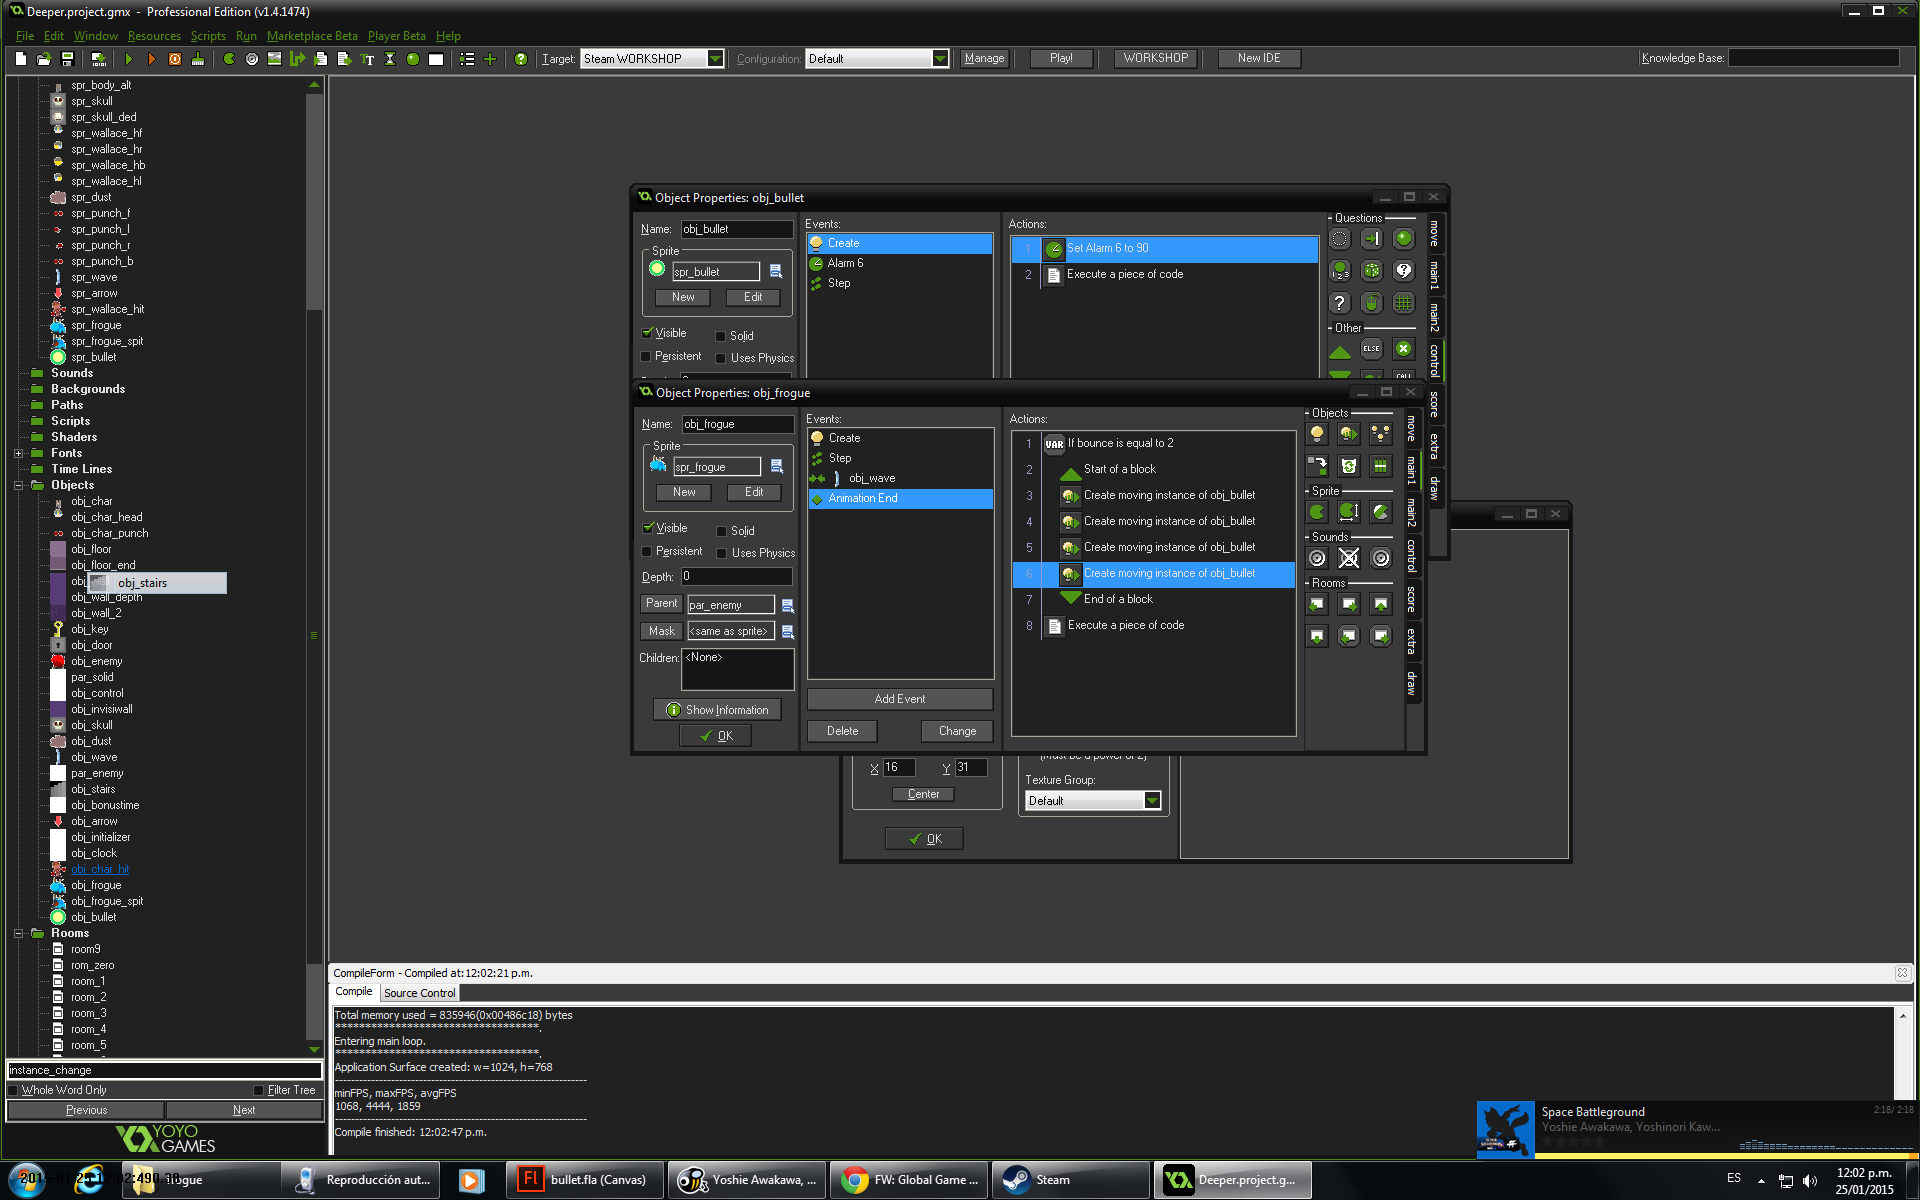 Deeper.project.gmx - Professional Edition (v1.4.1474)
File Edit Window Resources Scripts Run Marketplace Beta Player Beta Help
Target: Steam WORKSHOP Configuration: Default Manage Play! WORKSHOP New IDE Knowledge Base:
spr_body_alt
spr_skull
spr_skull_ded
spr_wallace_hf
spr_wallace_hr
spr_wallace_hb
spr_wallace_hl
spr_dust
spr_punch_f
spr_punch_l
spr_punch_r
spr_punch_b
spr_wave
spr_arrow
spr_wallace_hit
spr_frogue
spr_frogue_spit
spr_bullet
Sounds
Backgrounds
Paths
Scripts
Shaders
Fonts
Time Lines
Objects
obj_char
obj_char_head
obj_char_punch
obj_floor
obj_floor_end
obj_stairs
obj_wall_depth
obj_wall_2
obj_key
obj_door
obj_enemy
par_solid
obj_control
obj_invisiwall
obj_skull
obj_dust
obj_wave
par_enemy
obj_stairs
obj_bonustime
obj_arrow
obj_initializer
obj_clock
obj_char_hit
obj_frogue
obj_frogue_spit
obj_bullet
Rooms
room9
rom_zero
room_1
room_2
room_3
room_4
room_5
instance_change
Whole Word Only Filter Tree
Previous Next
YOYO GAMES
Object Properties: obj_bullet
Name: obj_bullet
Sprite
spr_bullet
New Edit
Visible Solid
Persistent Uses Physics
Events:
Create
Alarm 6
Step
Actions:
1 Set Alarm 6 to 90
2 Execute a piece of code
Questions
Other
ELSE
move
main1
main2
control
score
extra
draw
Object Properties: obj_frogue
Name: obj_frogue
Sprite
spr_frogue
New Edit
Visible Solid
Persistent Uses Physics
Depth: 0
Parent par_enemy
Mask <same as sprite>
Children: <None>
Show Information
OK
Events:
Create
Step
obj_wave
Animation End
Add Event
Delete Change
Actions:
1 VAR If bounce is equal to 2
2 Start of a block
3 Create moving instance of obj_bullet
4 Create moving instance of obj_bullet
5 Create moving instance of obj_bullet
6 Create moving instance of obj_bullet
7 End of a block
8 Execute a piece of code
Objects
Sprite
Sounds
Rooms
move
main1
main2
control
score
extra
draw
X 16 Y 31
Center
OK
(Must be a power of 2)
Texture Group:
Default
CompileForm - Compiled at: 12:02:21 p.m.
Compile Source Control
Total memory used = 835946(0x00486c18) bytes
***********************************.
Entering main loop.
***********************************.
Application Surface created: w=1024, h=768
minFPS, maxFPS, avgFPS
1068, 4444, 1859
Compile finished: 12:02:47 p.m.
Space Battleground 2:18/ 2:18
Yoshie Awakawa, Yoshinori Kaw...
Reproducción aut...
bullet.fla (Canvas)
Yoshie Awakawa, ...
FW: Global Game ...
Steam
Deeper.project.g...
ES
12:02 p.m.
25/01/2015